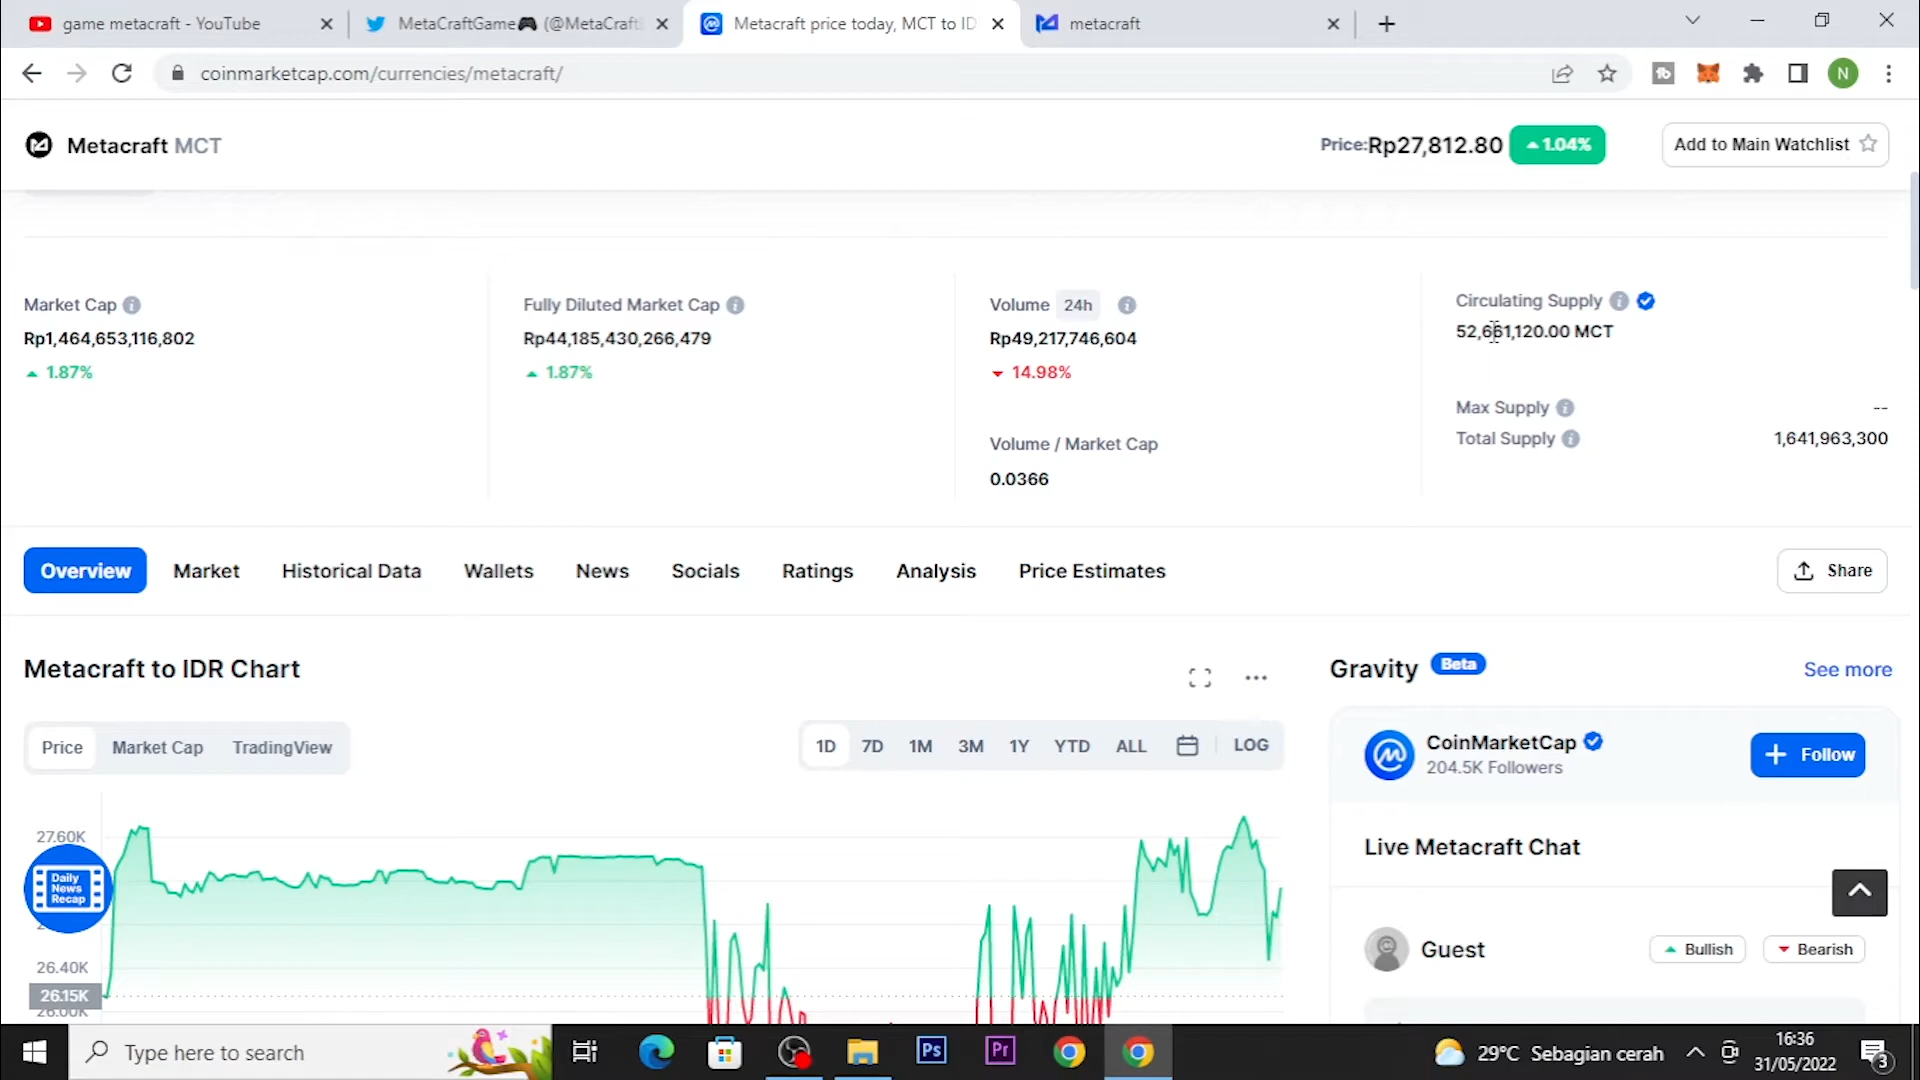 game metacraft - YouTube
MetaCraftGame🎮 (@MetaCraft
Metacraft price today, MCT to ID
metacraft
coinmarketcap.com/currencies/metacraft/
N
Metacraft MCT
Price:Rp27,812.80
1.04%
Add to Main Watchlist
Market Cap
Rp1,464,653,116,802
1.87%
Fully Diluted Market Cap
Rp44,185,430,266,479
1.87%
Volume 24h
Rp49,217,746,604
14.98%
Volume / Market Cap
0.0366
Circulating Supply
52,661,120.00 MCT
Max Supply --
Total Supply 1,641,963,300
Overview Market Historical Data Wallets News Socials Ratings Analysis Price Estimates
Share
Metacraft to IDR Chart
Price Market Cap TradingView
1D 7D 1M 3M 1Y YTD ALL LOG
27.60K
26.40K
26.15K
26.00K
Daily
News
Recap
Gravity Beta
See more
CoinMarketCap
204.5K Followers
+ Follow
Live Metacraft Chat
Guest
Bullish
Bearish
Type here to search
Ps
Pr
29°C Sebagian cerah
16:36
31/05/2022
3